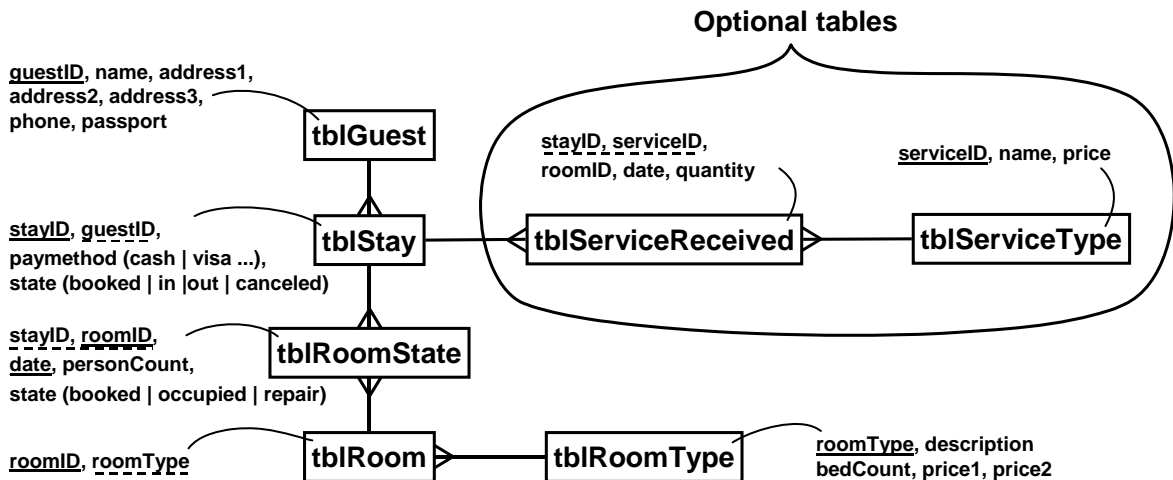 Optional tables
guestID, name, address1,
address2, address3,
phone, passport
tblGuest
stayID, serviceID,
roomID, date, quantity
serviceID, name, price
stayID, guestID,
paymethod (cash | visa ...),
state (booked | in |out | canceled)
tblStay
tblServiceReceived
tblServiceType
stayID, roomID,
date, personCount,
state (booked | occupied | repair)
tblRoomState
roomID, roomType
tblRoom
tblRoomType
roomType, description
bedCount, price1, price2